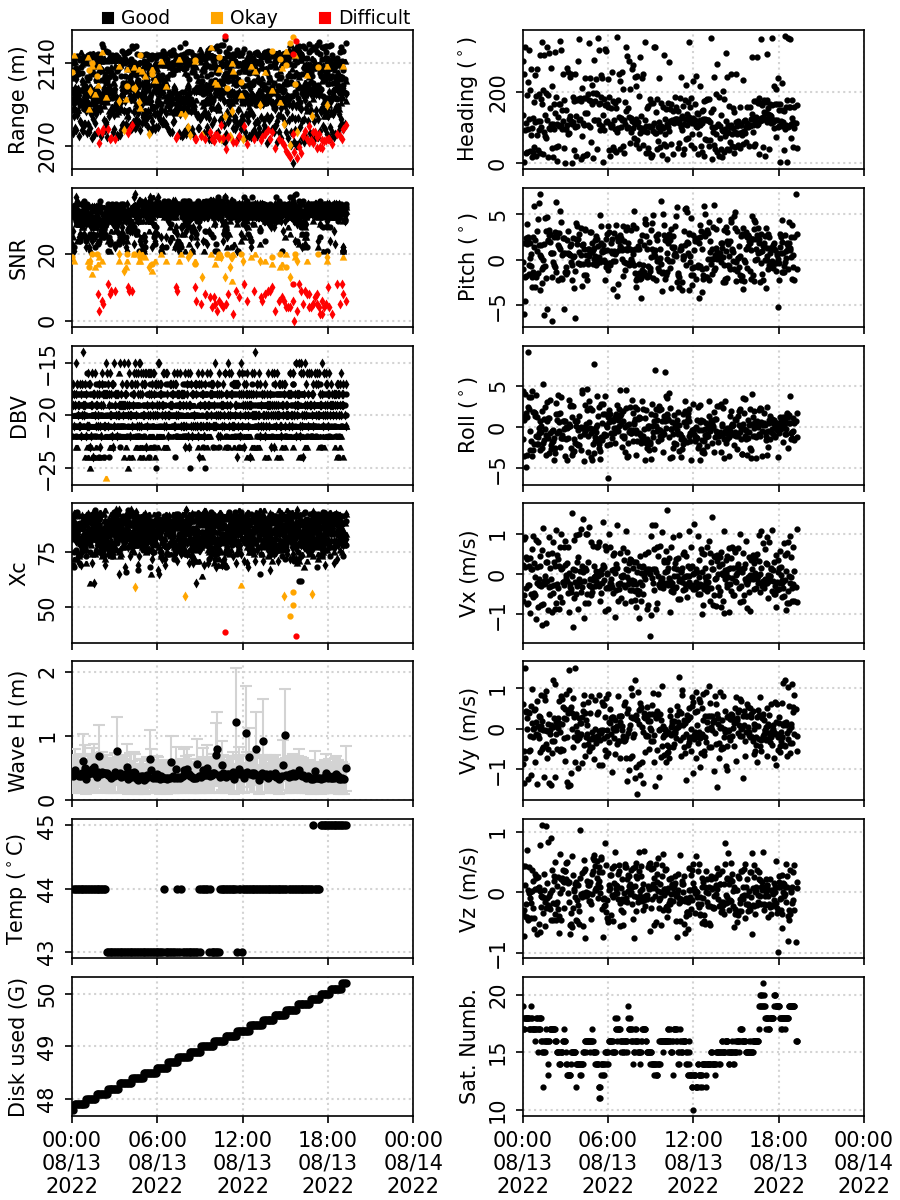 Good Okay Difficult
Range (m)
2140
2070
Heading (°)
200
0
SNR
20
0
Pitch (°)
5
0
−5
DBV
−15
−20
−25
Roll (°)
5
0
−5
Xc
75
50
Vx (m/s)
1
0
−1
Wave H (m)
2
1
0
Vy (m/s)
1
0
−1
Temp (°C)
45
44
43
Vz (m/s)
1
0
−1
Disk used (G)
50
49
48
Sat. Numb.
20
15
10
00:00 06:00 12:00 18:00 00:00 00:00 06:00 12:00 18:00 00:00
08/13 08/13 08/13 08/13 08/14 08/13 08/13 08/13 08/13 08/14
2022 2022 2022 2022 2022 2022 2022 2022 2022 2022